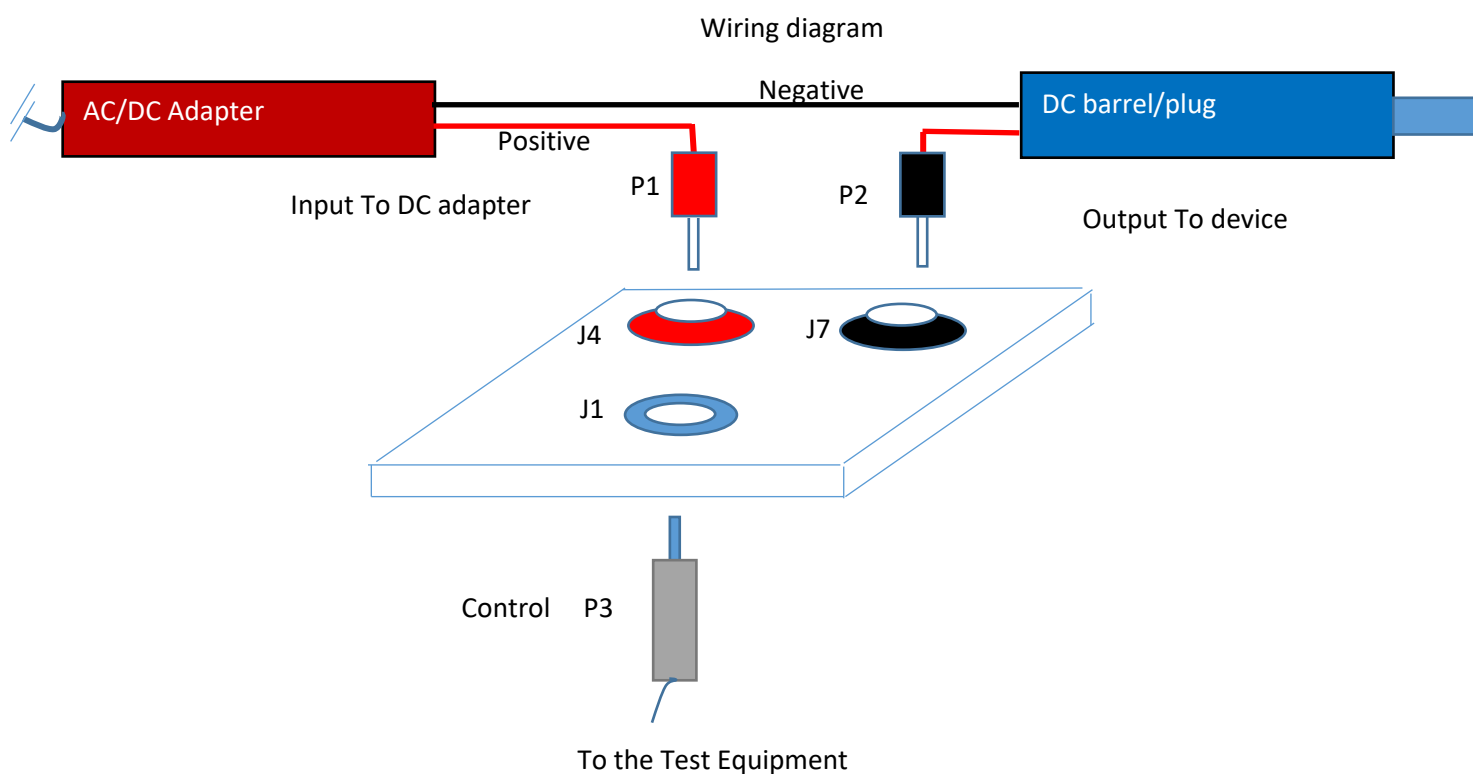 Wiring diagram
AC/DC Adapter
Negative
DC barrel/plug
Positive
P1
P2
Input To DC adapter
Output To device
J4
J7
J1
Control P3
To the Test Equipment